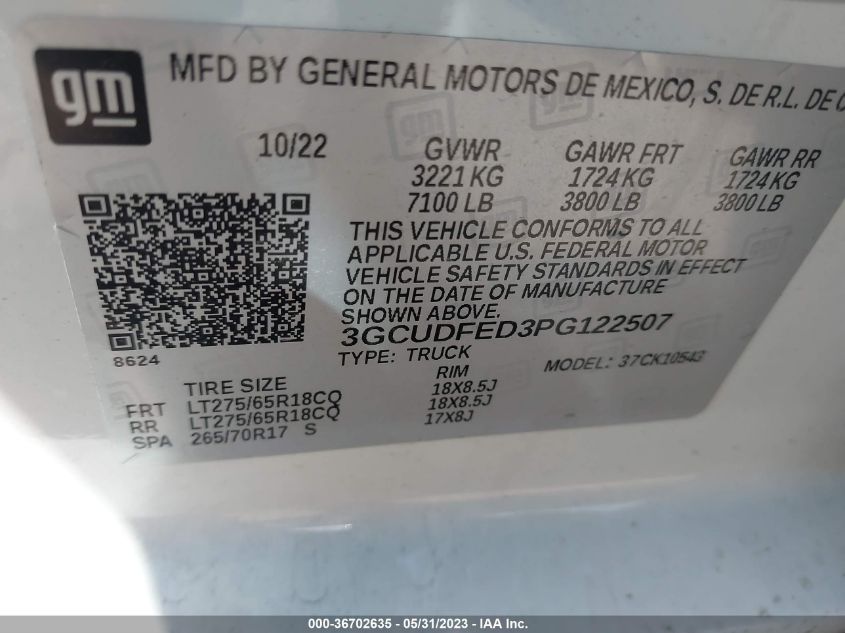 gm
MFD BY GENERAL MOTORS DE MEXICO, S. DE R.L. DE
10/22
GVWR GAWR FRT GAWR RR
3221 KG 1724 KG 1724 KG
7100 LB 3800 LB 3800 LB
THIS VEHICLE CONFORMS TO ALL
APPLICABLE U.S. FEDERAL MOTOR
VEHICLE SAFETY STANDARDS IN EFFECT
ON THE DATE OF MANUFACTURE
SHOWN ABOVE.
3GCUDFED3PG122507
8624
TYPE: TRUCK MODEL: 37CK10543
TIRE SIZE RIM
FRT LT275/65R18CQ 18X8.5J
RR LT275/65R18CQ 18X8.5J
SPA 265/70R17 S 17X8J
000-36702635 - 05/31/2023 - IAA Inc.